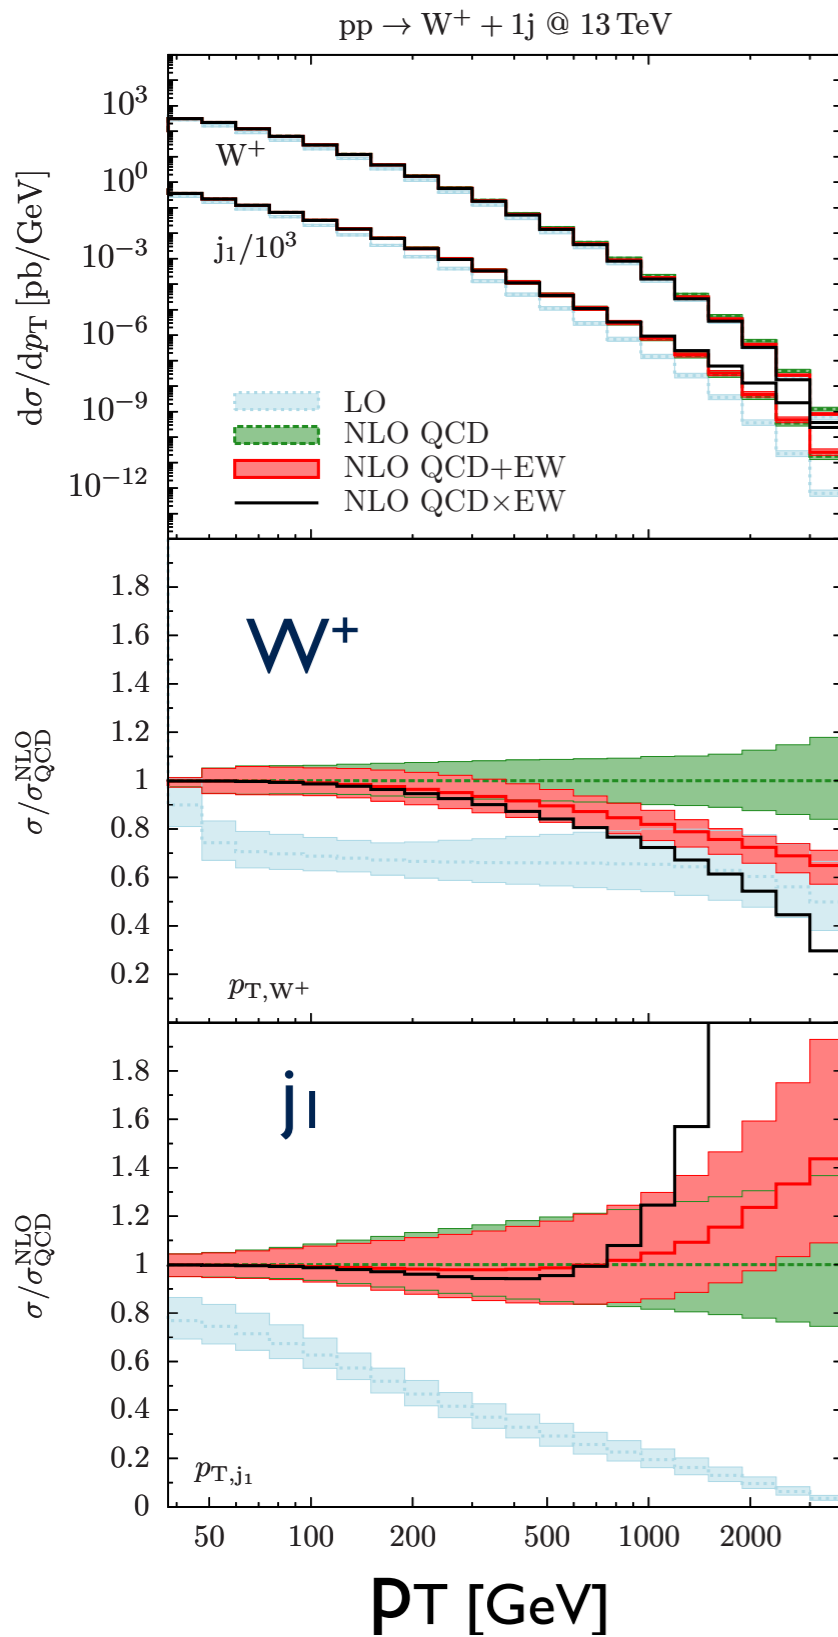 pp → W⁺ + 1j @ 13 TeV
dσ/dp_T [pb/GeV]
10³
10⁰
10⁻³
10⁻⁶
10⁻⁹
10⁻¹²
W⁺
j₁/10³
LO
NLO QCD
NLO QCD+EW
NLO QCD×EW
σ/σ_QCD^NLO
1.8
1.6
1.4
1.2
1
0.8
0.6
0.4
0.2
W⁺
p_T,W⁺
σ/σ_QCD^NLO
1.8
1.6
1.4
1.2
1
0.8
0.6
0.4
0.2
0
j1
p_T,j₁
50 100 200 500 1000 2000
pT [GeV]